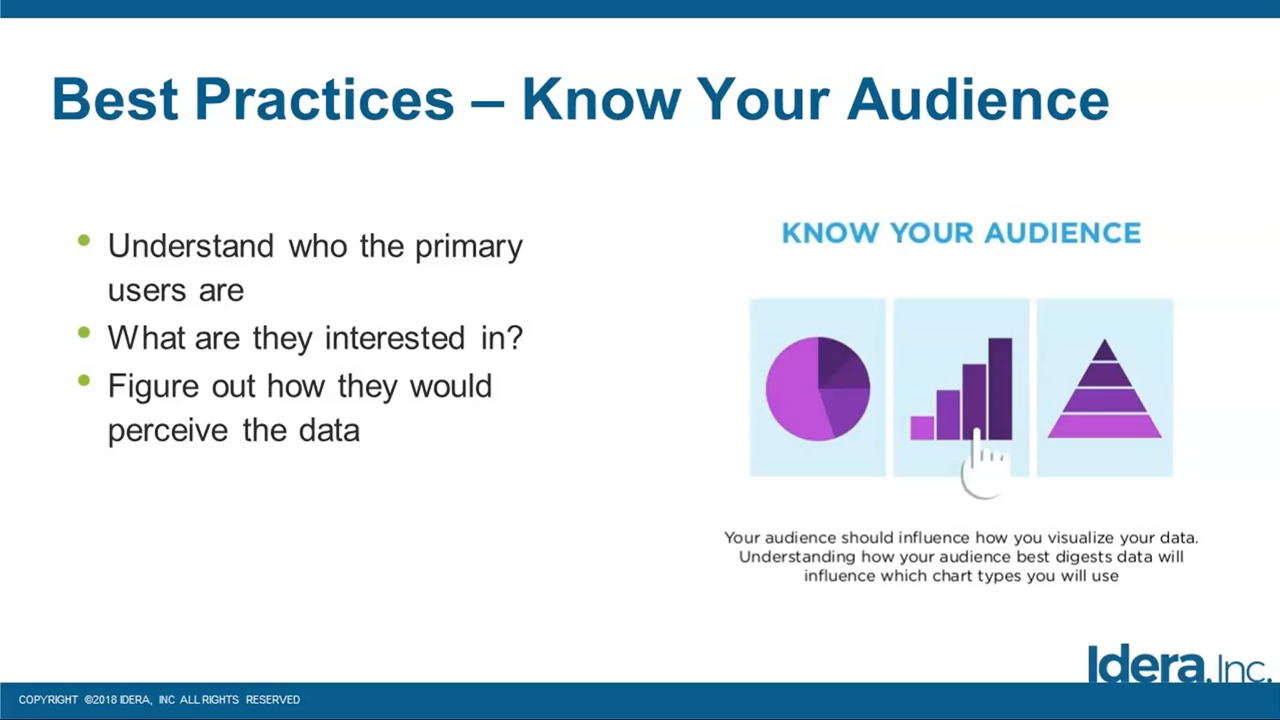 Best Practices – Know Your Audience
Understand who the primary
users are
What are they interested in?
Figure out how they would
perceive the data
KNOW YOUR AUDIENCE
Your audience should influence how you visualize your data.
Understanding how your audience best digests data will
influence which chart types you will use
Idera, Inc.
COPYRIGHT ©2018 IDERA, INC ALL RIGHTS RESERVED